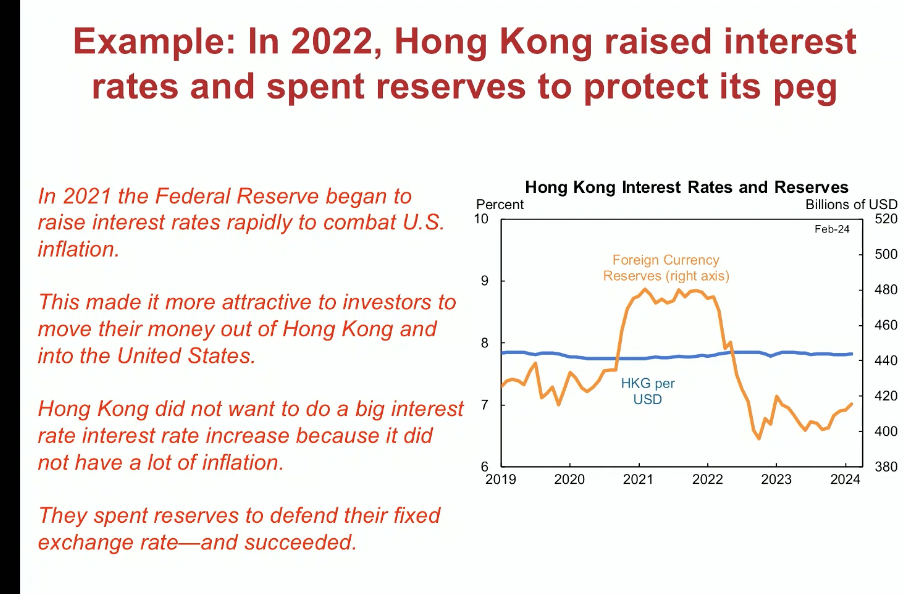 Example: In 2022, Hong Kong raised interest
rates and spent reserves to protect its peg
In 2021 the Federal Reserve began to
raise interest rates rapidly to combat U.S.
inflation.
This made it more attractive to investors to
move their money out of Hong Kong and
into the United States.
Hong Kong did not want to do a big interest
rate interest rate increase because it did
not have a lot of inflation.
They spent reserves to defend their fixed
exchange rate—and succeeded.
Hong Kong Interest Rates and Reserves
Percent
Billions of USD
10
9
8
7
6
520
500
480
460
440
420
400
380
Feb-24
Foreign Currency
Reserves (right axis)
HKG per
USD
2019 2020 2021 2022 2023 2024